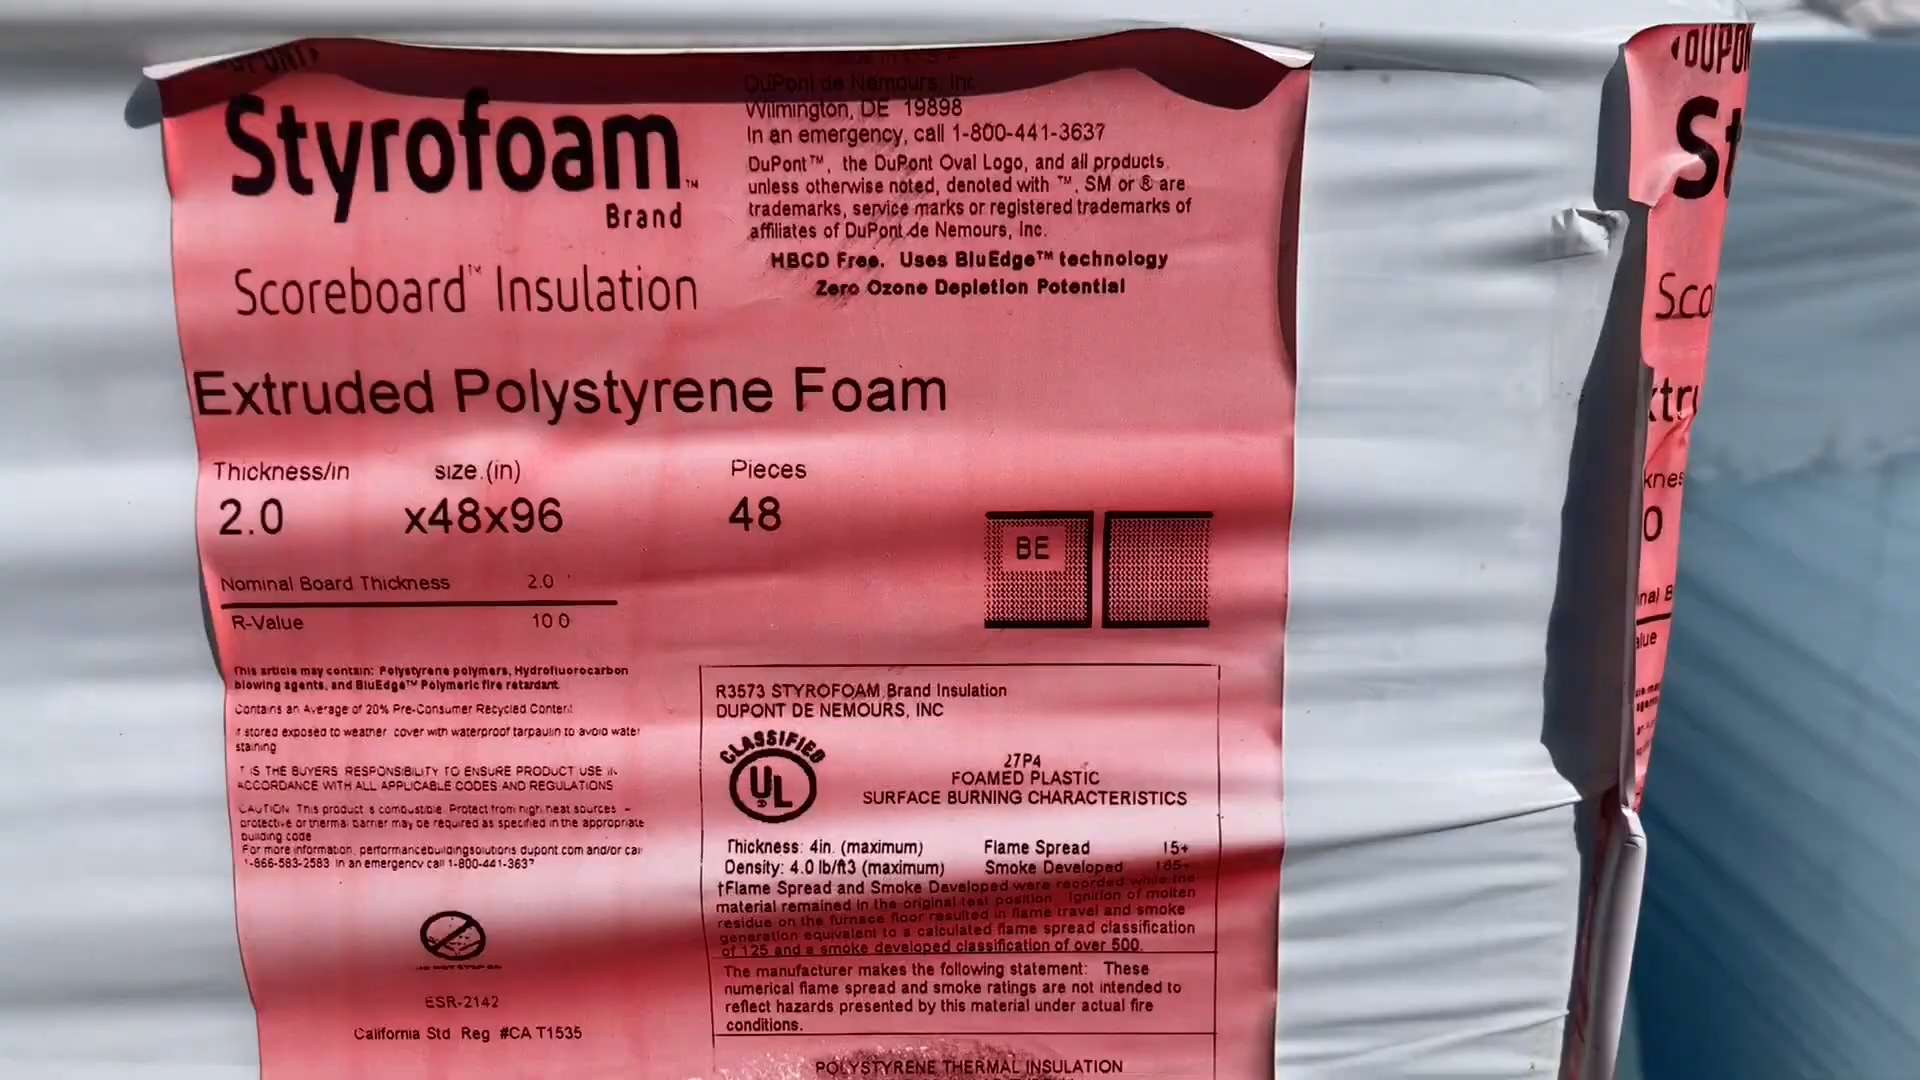 DUPONT
Styrofoam™
Brand
Scoreboard™ Insulation
DuPont de Nemours, Inc
Wilmington, DE 19898
In an emergency, call 1-800-441-3637
DuPont™, the DuPont Oval Logo, and all products,
unless otherwise noted, denoted with ™, SM or ® are
trademarks, service marks or registered trademarks of
affiliates of DuPont de Nemours, Inc.
HBCD Free. Uses BluEdge™ technology
Zero Ozone Depletion Potential
Extruded Polystyrene Foam
Thickness/in size.(in) Pieces
2.0 x48x96 48
BE
Nominal Board Thickness 2.0
R-Value 10 0
This article may contain: Polystyrene polymers, Hydrofluorocarbon
blowing agents, and BluEdge™ Polymeric fire retardant.
Contains an Average of 20% Pre-Consumer Recycled Content
If stored exposed to weather cover with waterproof tarpaulin to avoid water
staining
IT IS THE BUYERS RESPONSIBILITY TO ENSURE PRODUCT USE IN
ACCORDANCE WITH ALL APPLICABLE CODES AND REGULATIONS
CAUTION This product is combustible. Protect from high heat sources -
protective or thermal barrier may be required as specified in the appropriate
building code
For more information, performancebuildingsolutions dupont com and/or call
1-866-583-2583 In an emergency call 1-800-441-3637
ESR-2142
California Std Reg #CA T1535
R3573 STYROFOAM Brand Insulation
DUPONT DE NEMOURS, INC
CLASSIFIED
UL
27P4
FOAMED PLASTIC
SURFACE BURNING CHARACTERISTICS
Thickness: 4in. (maximum) Flame Spread 15+
Density: 4.0 lb/ft3 (maximum) Smoke Developed 165+
†Flame Spread and Smoke Developed were recorded while the
material remained in the original test position Ignition of molten
residue on the furnace floor resulted in flame travel and smoke
generation equivalent to a calculated flame spread classification
of 125 and a smoke developed classification of over 500.
The manufacturer makes the following statement: These
numerical flame spread and smoke ratings are not intended to
reflect hazards presented by this material under actual fire
conditions.
POLYSTYRENE THERMAL INSULATION
DUPON
St
Sco
xtru
knes
0
nal B
alue